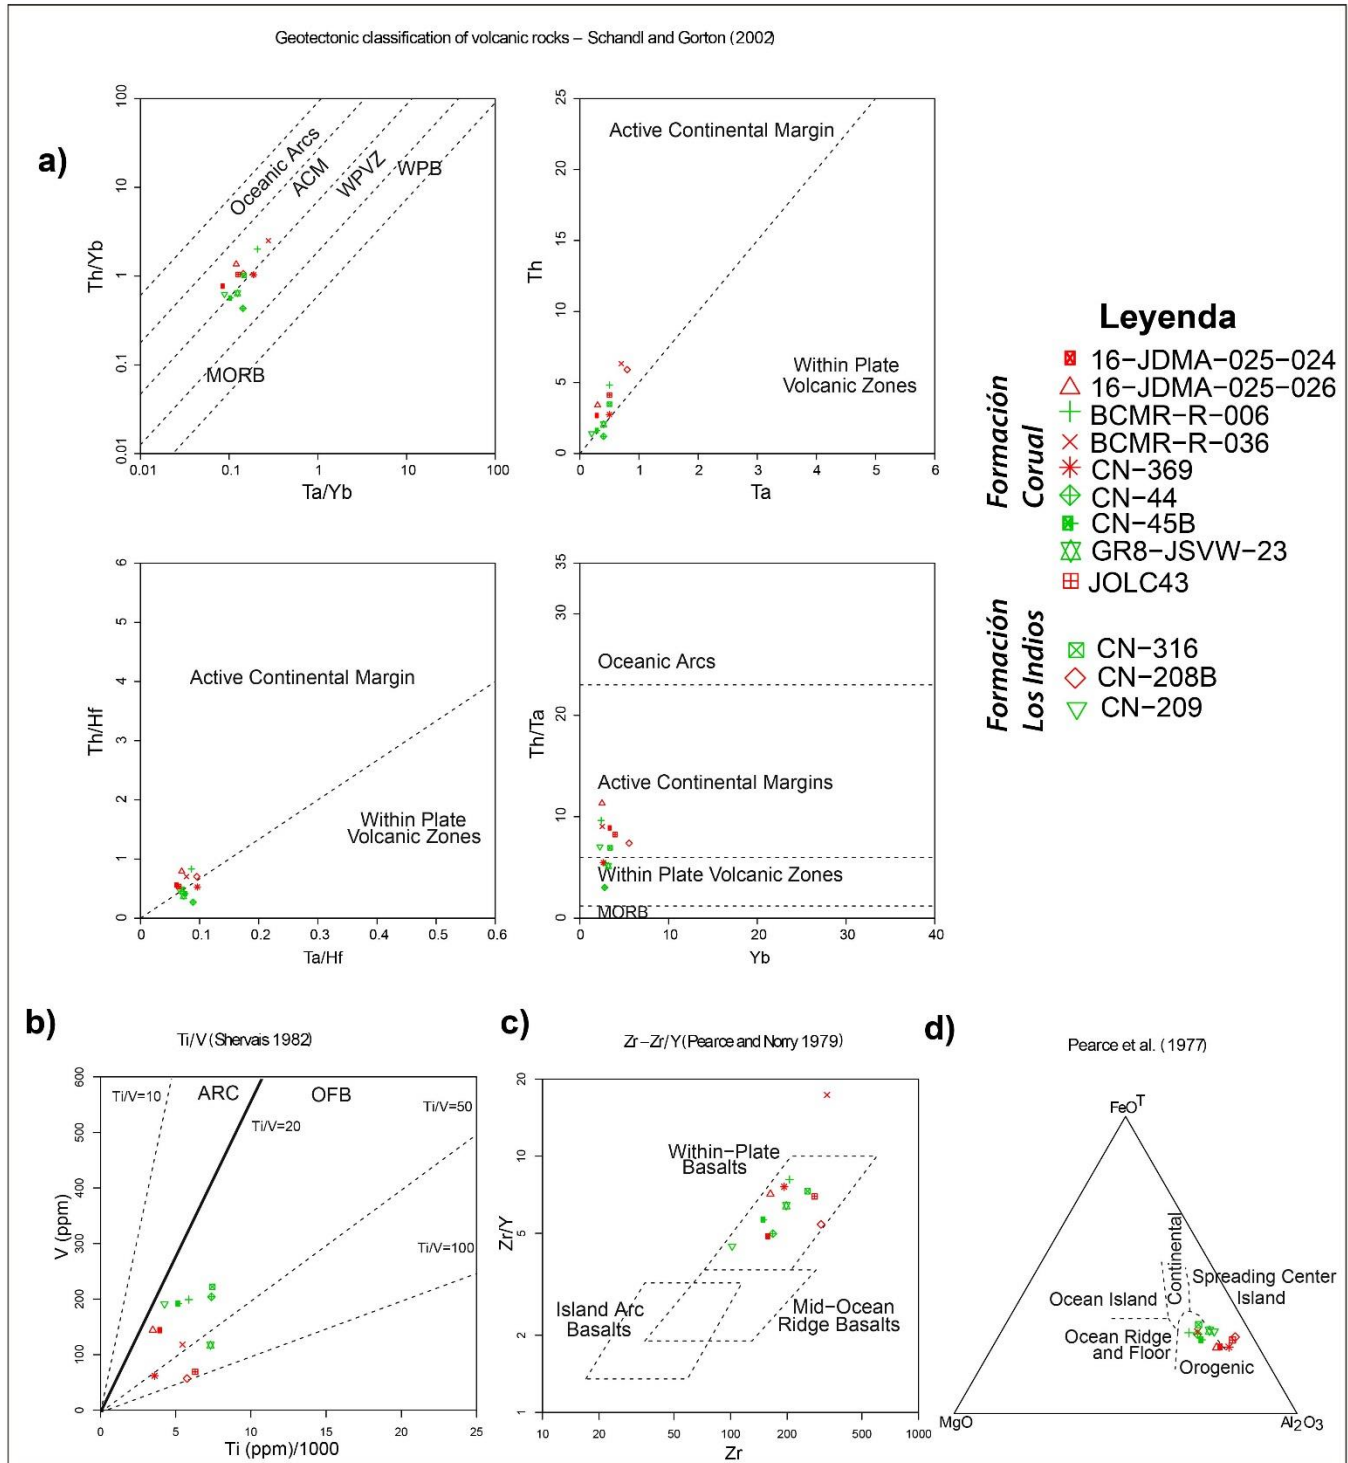 Geotectonic classification of volcanic rocks – Schandl and Gorton (2002)
a)
100
10
1
0.1
0.01
Th/Yb
Oceanic Arcs
ACM
WPVZ
WPB
MORB
0.01
0.1
1
10
100
Ta/Yb
25
20
15
10
5
0
Th
Active Continental Margin
Within Plate
Volcanic Zones
0
1
2
3
4
5
6
Ta
6
5
4
3
2
1
0
Th/Hf
Active Continental Margin
Within Plate
Volcanic Zones
0
0.1
0.2
0.3
0.4
0.5
0.6
Ta/Hf
35
30
20
10
0
Th/Ta
Oceanic Arcs
Active Continental Margins
Within Plate Volcanic Zones
MORB
0
10
20
30
40
Yb
Leyenda
Formación
Corual
16–JDMA–025–024
16–JDMA–025–026
BCMR–R–006
BCMR–R–036
CN–369
CN–44
CN–45B
GR8–JSVW–23
JOLC43
Formación
Los Indios
CN–316
CN–208B
CN–209
b)
Ti/V (Shervais 1982)
600
500
400
300
200
100
0
V (ppm)
Ti/V=10
ARC
OFB
Ti/V=20
Ti/V=50
Ti/V=100
0
5
10
15
20
25
Ti (ppm)/1000
c)
Zr–Zr/Y (Pearce and Norry 1979)
20
10
5
2
1
Zr/Y
Within–Plate
Basalts
Island Arc
Basalts
Mid–Ocean
Ridge Basalts
10
20
50
100
200
500
1000
Zr
d)
Pearce et al. (1977)
FeOT
Continental
Spreading Center
Island
Ocean Island
Ocean Ridge
and Floor
Orogenic
MgO
Al2O3